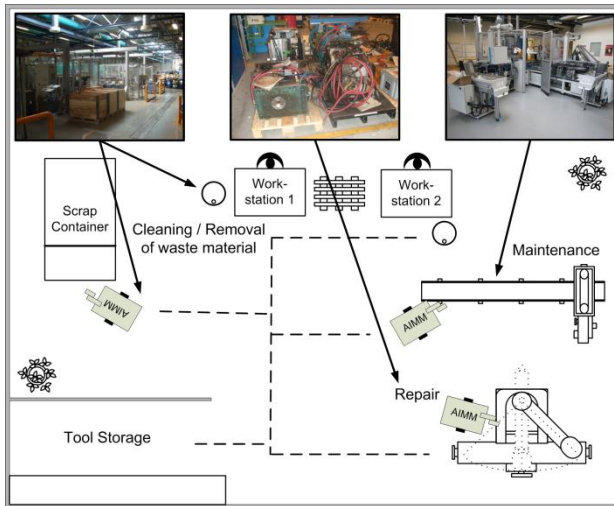 Work-
station 1
Work-
station 2
Scrap
Container
Cleaning / Removal
of waste material
Maintenance
AIMM
AIMM
Repair
AIMM
Tool Storage